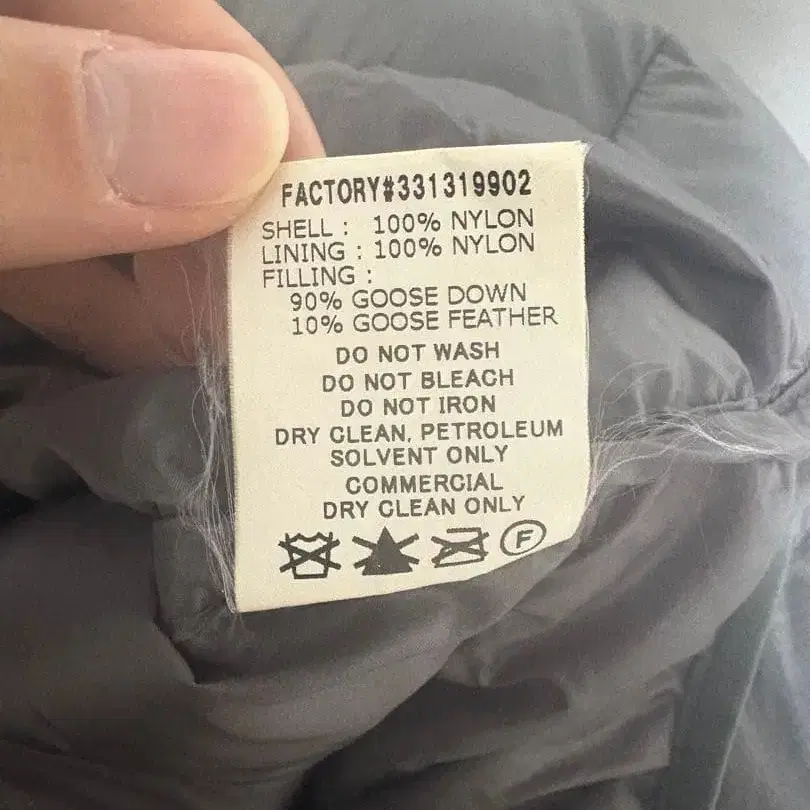 FACTORY#331319902
SHELL : 100% NYLON
LINING : 100% NYLON
FILLING :
90% GOOSE DOWN
10% GOOSE FEATHER
DO NOT WASH
DO NOT BLEACH
DO NOT IRON
DRY CLEAN, PETROLEUM
SOLVENT ONLY
COMMERCIAL
DRY CLEAN ONLY
F